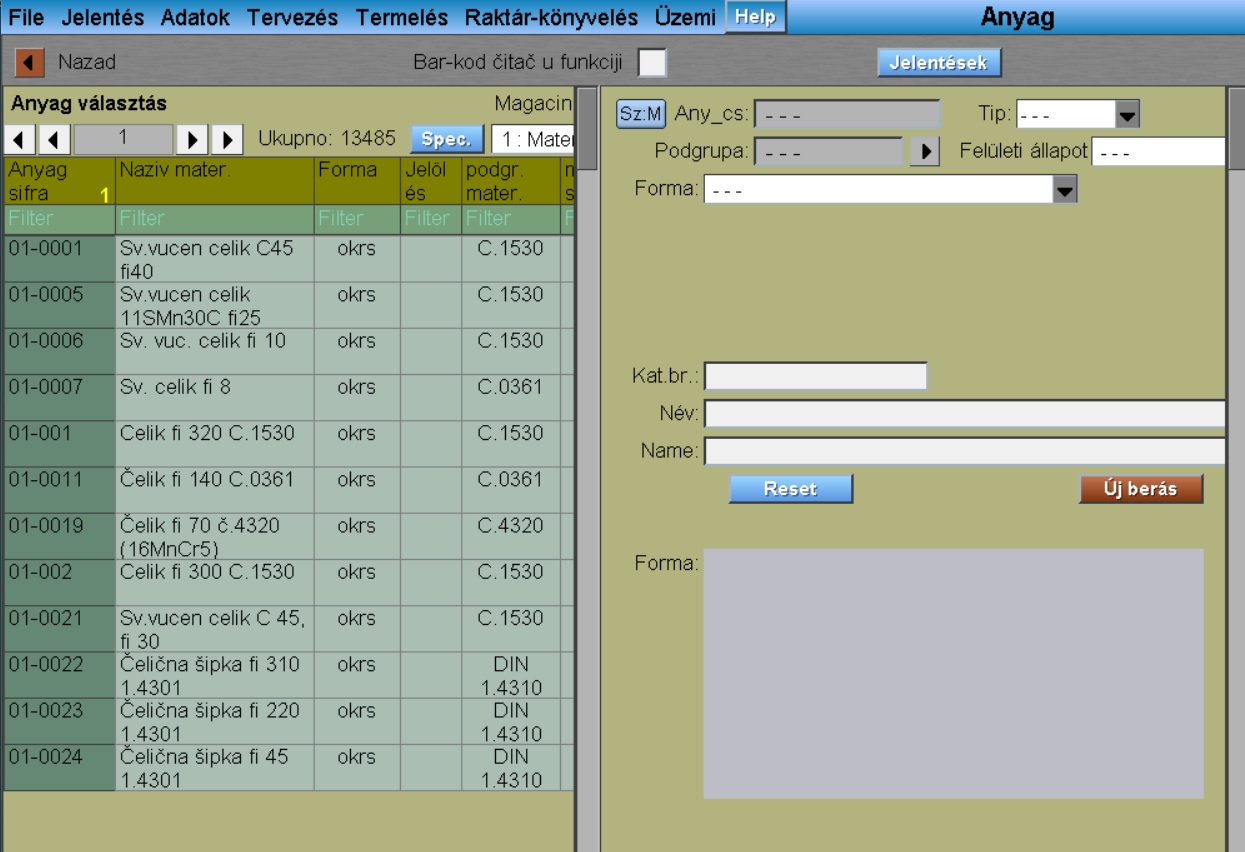 File Jelentés Adatok Tervezés Termelés Raktár-könyvelés Üzemi Help Anyag
Nazad Bar-kod čitač u funkciji Jelentések
Anyag választás Magacin
1 Ukupno: 13485 Spec. 1 : Mater
Anyag sifra 1 Naziv mater. Forma Jelöl és podgr. mater.
Filter Filter Filter Filter Filter
01-0001 Sv.vucen celik C45 fi40 okrs C.1530
01-0005 Sv.vucen celik 11SMn30C fi25 okrs C.1530
01-0006 Sv. vuc. celik fi 10 okrs C.1530
01-0007 Sv. celik fi 8 okrs C.0361
01-001 Celik fi 320 C.1530 okrs C.1530
01-0011 Čelik fi 140 C.0361 okrs C.0361
01-0019 Čelik fi 70 č.4320 (16MnCr5) okrs C.4320
01-002 Celik fi 300 C.1530 okrs C.1530
01-0021 Sv.vucen celik C 45, fi 30 okrs C.1530
01-0022 Čelična šipka fi 310 1.4301 okrs DIN 1.4310
01-0023 Čelična šipka fi 220 1.4301 okrs DIN 1.4310
01-0024 Čelična šipka fi 45 1.4301 okrs DIN 1.4310
Sz:M Any_cs: - - - Tip: - - -
Podgrupa: - - - Felületi állapot - - -
Forma: - - -
Kat.br.:
Név:
Name:
Reset Új berás
Forma: